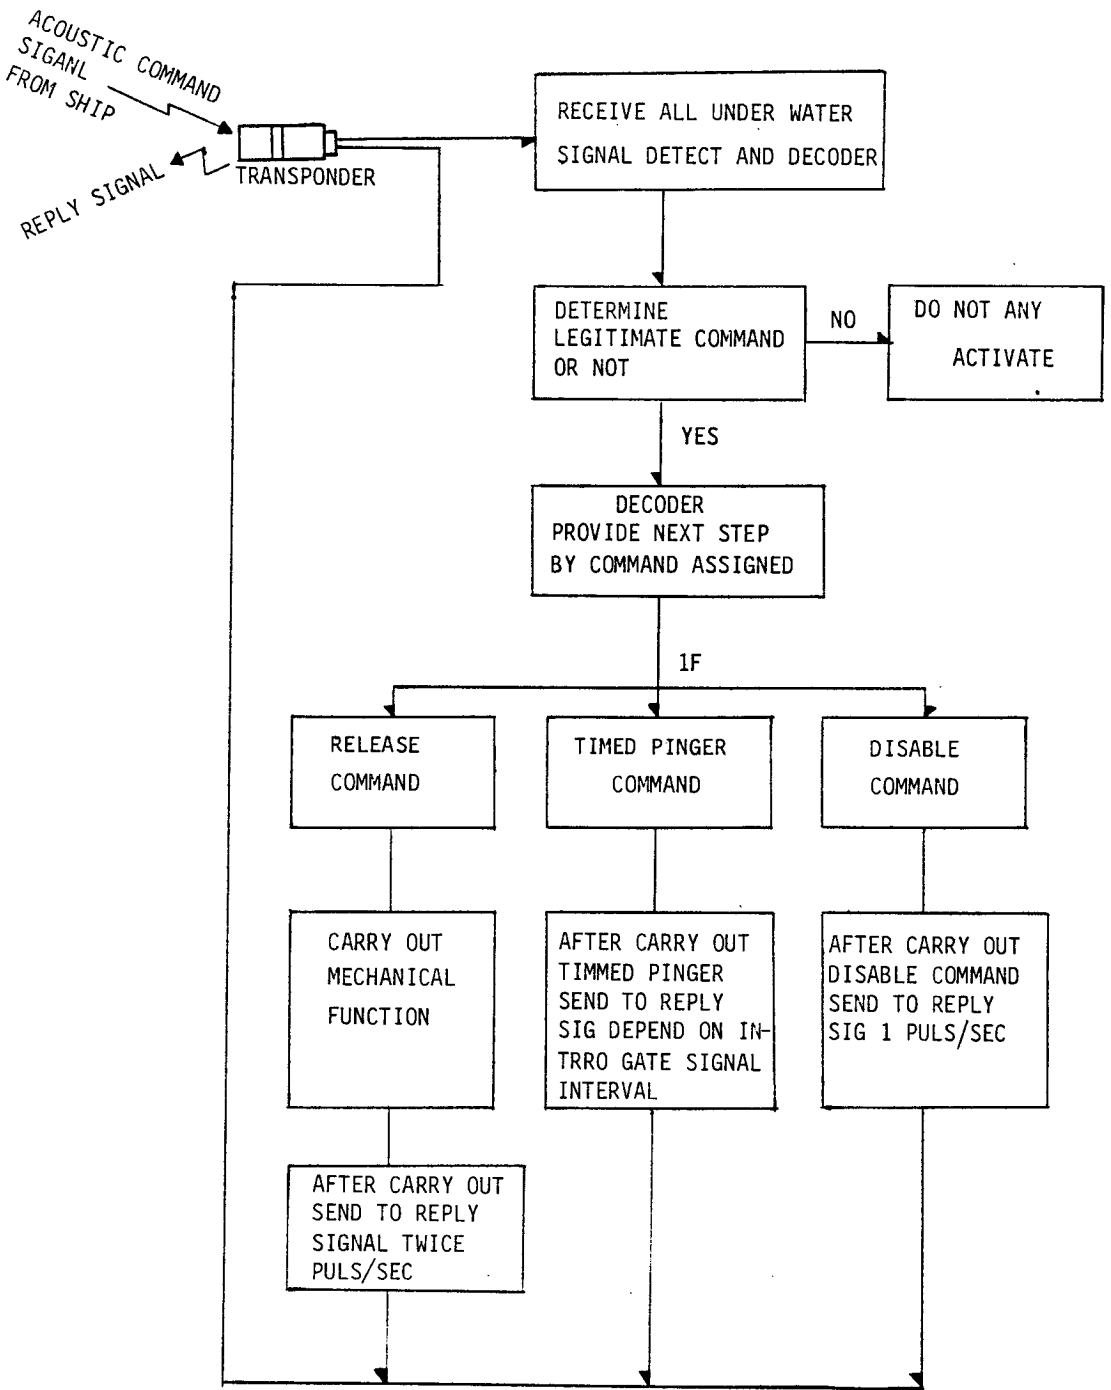 ACOUSTIC COMMAND
SIGANL
FROM SHIP
REPLY SIGNAL
TRANSPONDER
RECEIVE ALL UNDER WATER
SIGNAL DETECT AND DECODER
DETERMINE
LEGITIMATE COMMAND
OR NOT
NO
DO NOT ANY
ACTIVATE
YES
DECODER
PROVIDE NEXT STEP
BY COMMAND ASSIGNED
1F
RELEASE
COMMAND
TIMED PINGER
COMMAND
DISABLE
COMMAND
CARRY OUT
MECHANICAL
FUNCTION
AFTER CARRY OUT
TIMMED PINGER
SEND TO REPLY
SIG DEPEND ON IN-
TRRO GATE SIGNAL
INTERVAL
AFTER CARRY OUT
DISABLE COMMAND
SEND TO REPLY
SIG 1 PULS/SEC
AFTER CARRY OUT
SEND TO REPLY
SIGNAL TWICE
PULS/SEC